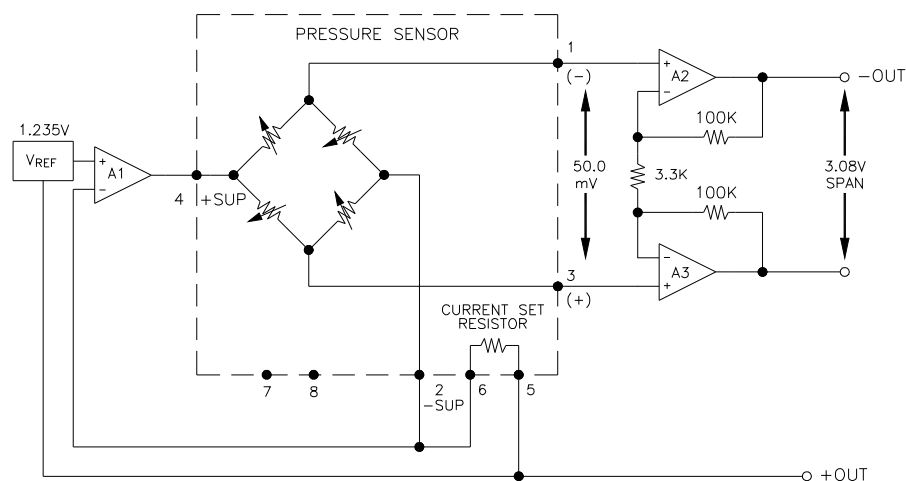 PRESSURE SENSOR
1
(−)
A2
−OUT
1.235V
VREF
+
−
A1
4
+SUP
50.0
mV
+
−
100K
3.3K
100K
3.08V
SPAN
−
+
A3
3
(+)
CURRENT SET
RESISTOR
7
8
2
−SUP
6
5
+OUT